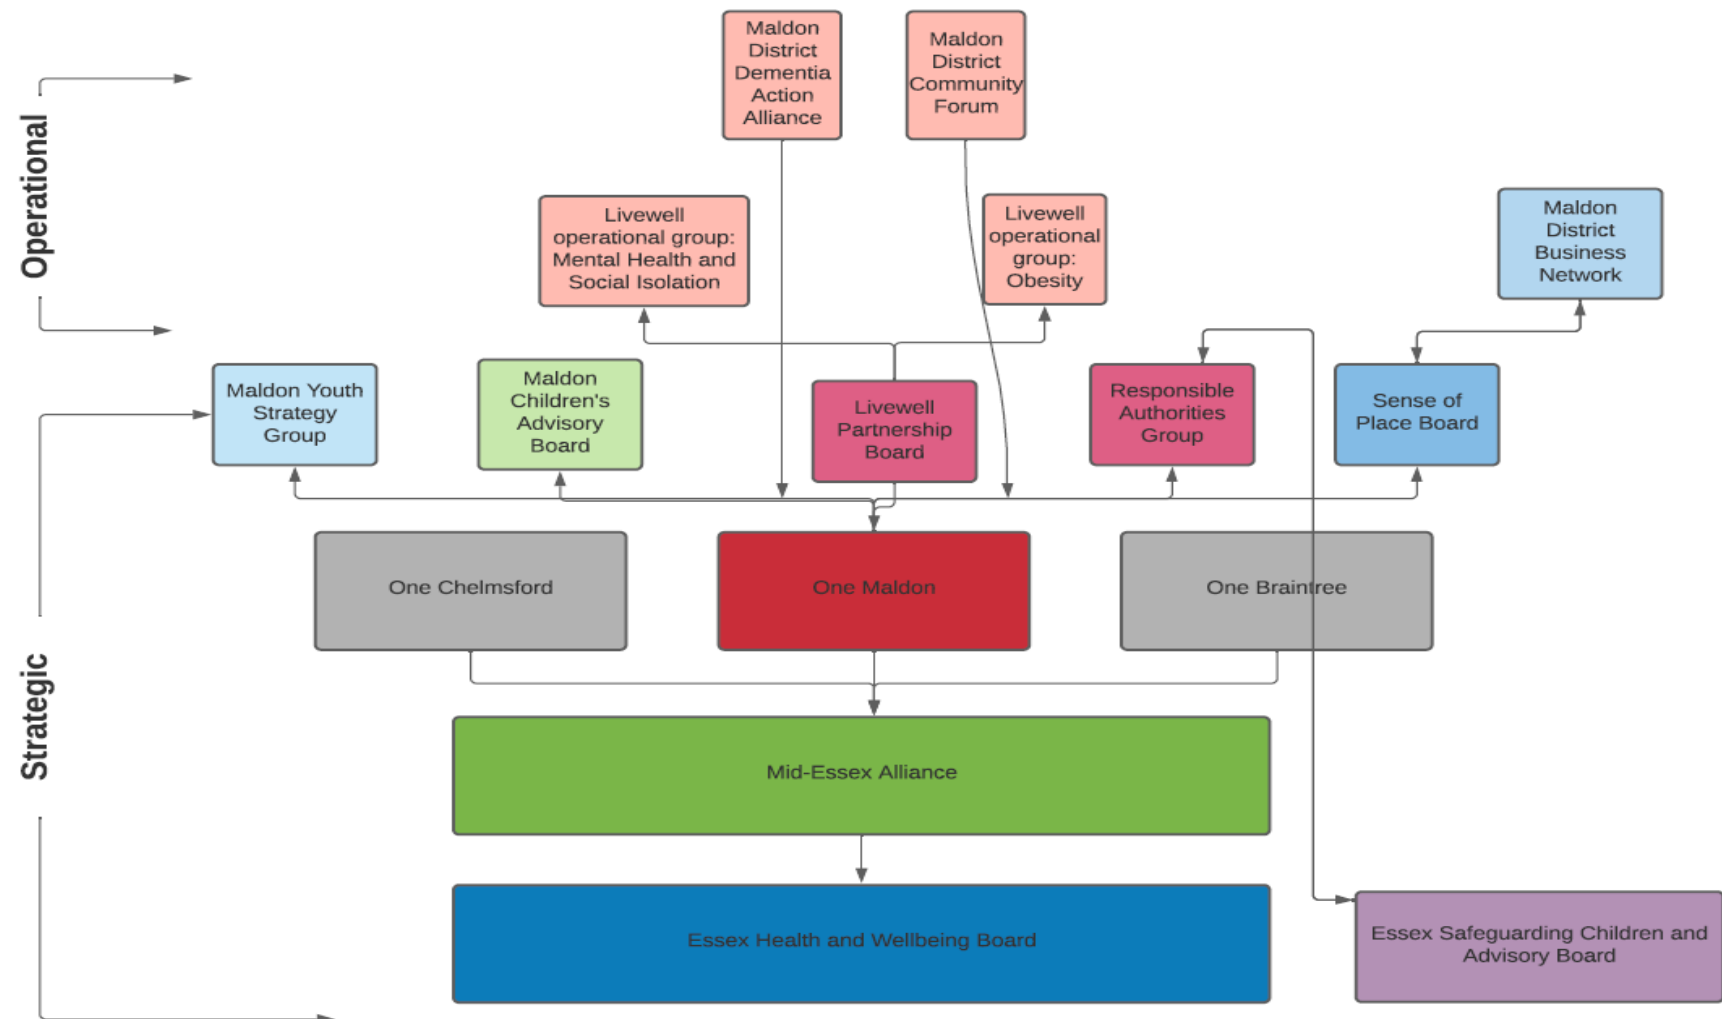 Maldon
District
Dementia
Action
Alliance
Maldon
District
Community
Forum
Operational
Livewell
operational group:
Mental Health and
Social Isolation
Livewell
operational
group:
Obesity
Maldon
District
Business
Network
Maldon Youth
Strategy
Group
Maldon
Children's
Advisory
Board
Livewell
Partnership
Board
Responsible
Authorities
Group
Sense of
Place Board
Strategic
One Chelmsford
One Maldon
One Braintree
Mid-Essex Alliance
Essex Health and Wellbeing Board
Essex Safeguarding Children and
Advisory Board